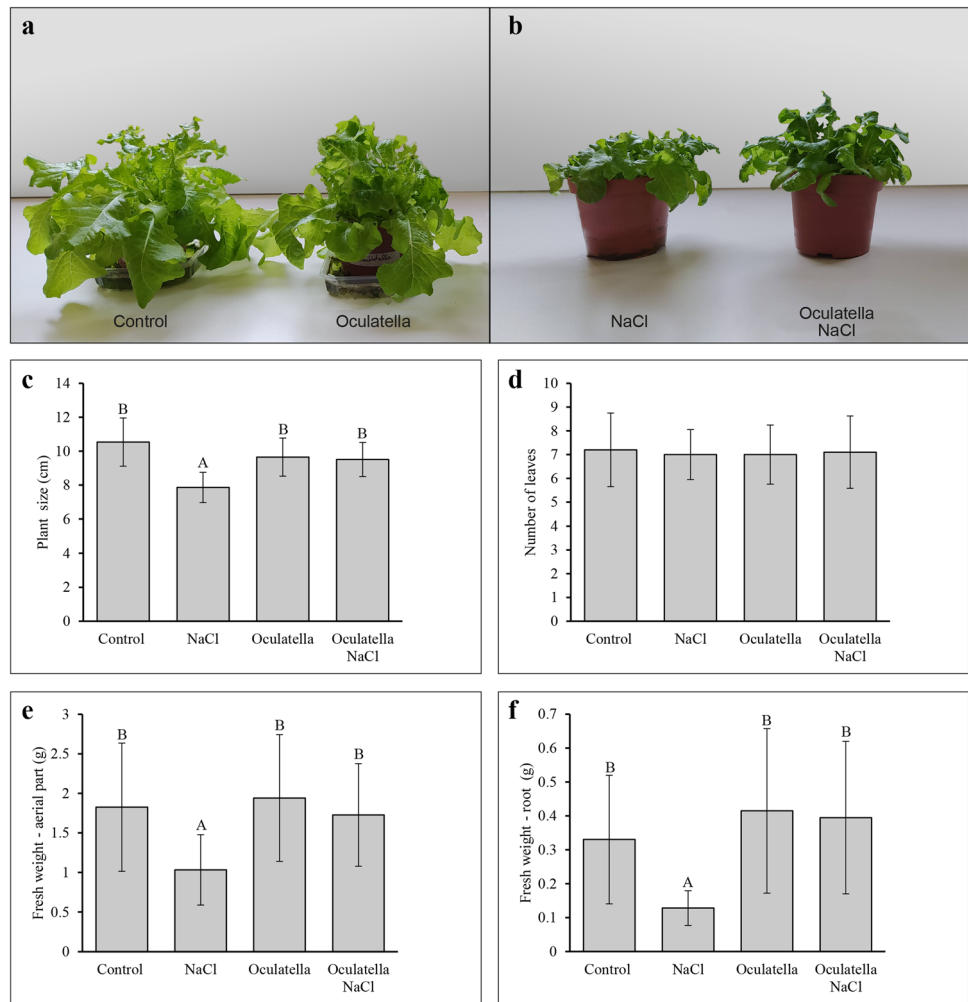 a
b
Control
Oculatella
NaCl
Oculatella
NaCl
c
14
12
10
8
6
4
2
0
Plant size (cm)
B
A
B
B
Control
NaCl
Oculatella
Oculatella
NaCl
d
10
9
8
7
6
5
4
3
2
1
0
Number of leaves
Control
NaCl
Oculatella
Oculatella
NaCl
e
3
2.5
2
1.5
1
0.5
0
Fresh weight - aerial part (g)
B
A
B
B
Control
NaCl
Oculatella
Oculatella
NaCl
f
0.7
0.6
0.5
0.4
0.3
0.2
0.1
0
Fresh weight - root (g)
B
A
B
B
Control
NaCl
Oculatella
Oculatella
NaCl